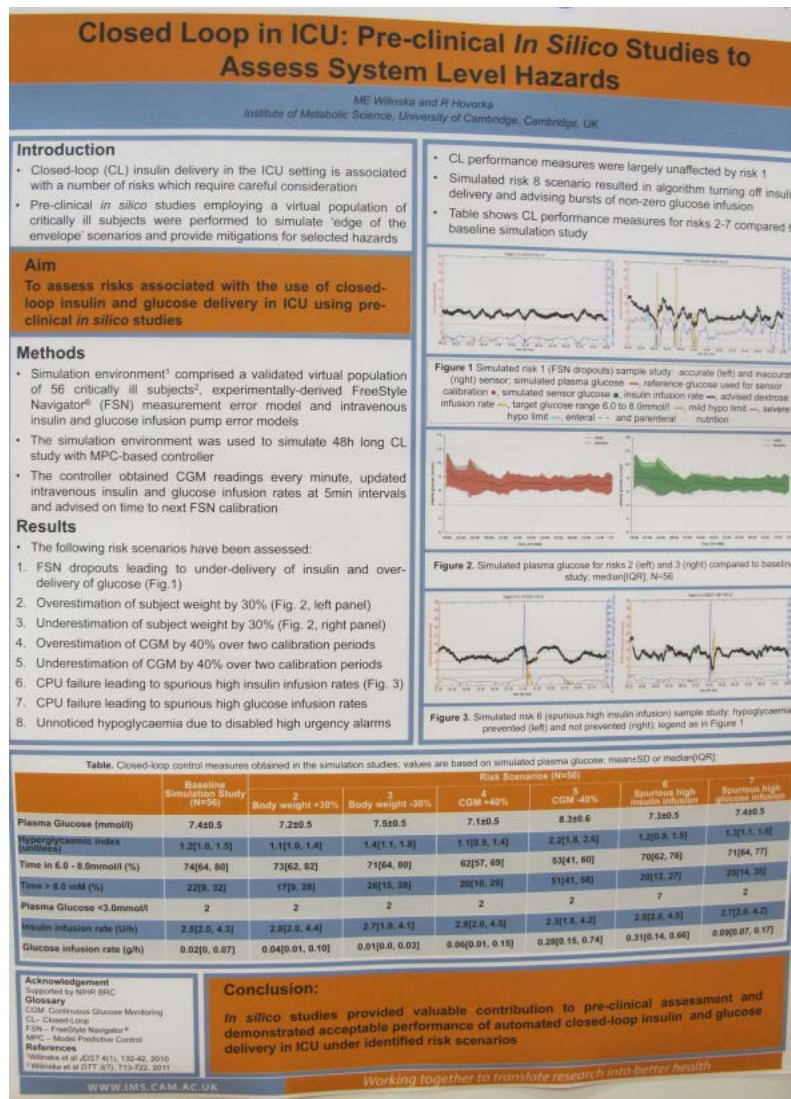 Closed Loop in ICU: Pre-clinical In Silico Studies to
Assess System Level Hazards
ME Wilinska and R Hovorka
Institute of Metabolic Science, University of Cambridge, Cambridge, UK
Introduction
• Closed-loop (CL) insulin delivery in the ICU setting is associated
with a number of risks which require careful consideration
• Pre-clinical in silico studies employing a virtual population of
critically ill subjects were performed to simulate 'edge of the
envelope' scenarios and provide mitigations for selected hazards
Aim
To assess risks associated with the use of closed-
loop insulin and glucose delivery in ICU using pre-
clinical in silico studies
Methods
• Simulation environment¹ comprised a validated virtual population
of 56 critically ill subjects², experimentally-derived FreeStyle
Navigator® (FSN) measurement error model and intravenous
insulin and glucose infusion pump error models
• The simulation environment was used to simulate 48h long CL
study with MPC-based controller
• The controller obtained CGM readings every minute, updated
intravenous insulin and glucose infusion rates at 5min intervals
and advised on time to next FSN calibration
Results
• The following risk scenarios have been assessed:
1. FSN dropouts leading to under-delivery of insulin and over-
delivery of glucose (Fig.1)
2. Overestimation of subject weight by 30% (Fig. 2, left panel)
3. Underestimation of subject weight by 30% (Fig. 2, right panel)
4. Overestimation of CGM by 40% over two calibration periods
5. Underestimation of CGM by 40% over two calibration periods
6. CPU failure leading to spurious high insulin infusion rates (Fig. 3)
7. CPU failure leading to spurious high glucose infusion rates
8. Unnoticed hypoglycaemia due to disabled high urgency alarms
• CL performance measures were largely unaffected by risk 1
• Simulated risk 8 scenario resulted in algorithm turning off insuli
delivery and advising bursts of non-zero glucose infusion
• Table shows CL performance measures for risks 2-7 compared t
baseline simulation study
Figure 1 Simulated risk 1 (FSN dropouts) sample study: accurate (left) and inaccurat
(right) sensor; simulated plasma glucose —, reference glucose used for sensor
calibration •, simulated sensor glucose ■, insulin infusion rate —, advised dextrose
infusion rate —, target glucose range 6.0 to 8.0mmol/l —, mild hypo limit —, severe
hypo limit —, enteral - - and parenteral nutrition
Figure 2. Simulated plasma glucose for risks 2 (left) and 3 (right) compared to baselin
study; median[IQR]; N=56
Figure 3. Simulated risk 6 (spurious high insulin infusion) sample study: hypoglycaemia
prevented (left) and not prevented (right); legend as in Figure 1
Table. Closed-loop control measures obtained in the simulation studies; values are based on simulated plasma glucose; mean±SD or median[IQR]
Risk Scenarios (N=56)
Baseline Simulation Study (N=56) 2 Body weight +30% 3 Body weight -30% 4 CGM +40% 5 CGM -40% 6 Spurious high insulin infusion 7 Spurious high glucose infusion
Plasma Glucose (mmol/l) 7.4±0.5 7.2±0.5 7.5±0.5 7.1±0.5 8.3±0.6 7.3±0.5 7.4±0.5
Hyperglycaemic index (unitless) 1.2[1.0, 1.5] 1.1[1.0, 1.4] 1.4[1.1, 1.8] 1.1[0.9, 1.4] 2.2[1.8, 2.6] 1.2[0.9, 1.5] 1.3[1.1, 1.6]
Time in 6.0 - 8.0mmol/l (%) 74[64, 80] 73[62, 82] 71[64, 80] 62[57, 69] 53[41, 60] 70[62, 76] 71[64, 77]
Time > 8.0 mM (%) 22[9, 32] 17[9, 28] 26[15, 38] 20[10, 29] 51[41, 58] 20[12, 27] 25[14, 35]
Plasma Glucose <3.0mmol/l 2 2 2 2 2 7 2
Insulin infusion rate (U/h) 2.8[2.0, 4.3] 2.8[2.0, 4.4] 2.7[1.9, 4.1] 2.9[2.0, 4.5] 2.3[1.8, 4.2] 2.8[2.0, 4.5] 2.7[2.0, 4.2]
Glucose infusion rate (g/h) 0.02[0, 0.07] 0.04[0.01, 0.10] 0.01[0.0, 0.03] 0.06[0.01, 0.15] 0.28[0.15, 0.74] 0.31[0.14, 0.66] 0.09[0.07, 0.17]
Acknowledgement
Supported by NIHR BRC
Glossary
CGM: Continuous Glucose Monitoring
CL– Closed-Loop
FSN – FreeStyle Navigator®
MPC – Model Predictive Control
References
¹Wilinska et al JDST 4(1), 132-42, 2010
²Wilinska et al DTT 3(7), 713-722, 2011
Conclusion:
In silico studies provided valuable contribution to pre-clinical assessment and
demonstrated acceptable performance of automated closed-loop insulin and glucose
delivery in ICU under identified risk scenarios
WWW.IMS.CAM.AC.UK
Working together to translate research into better health